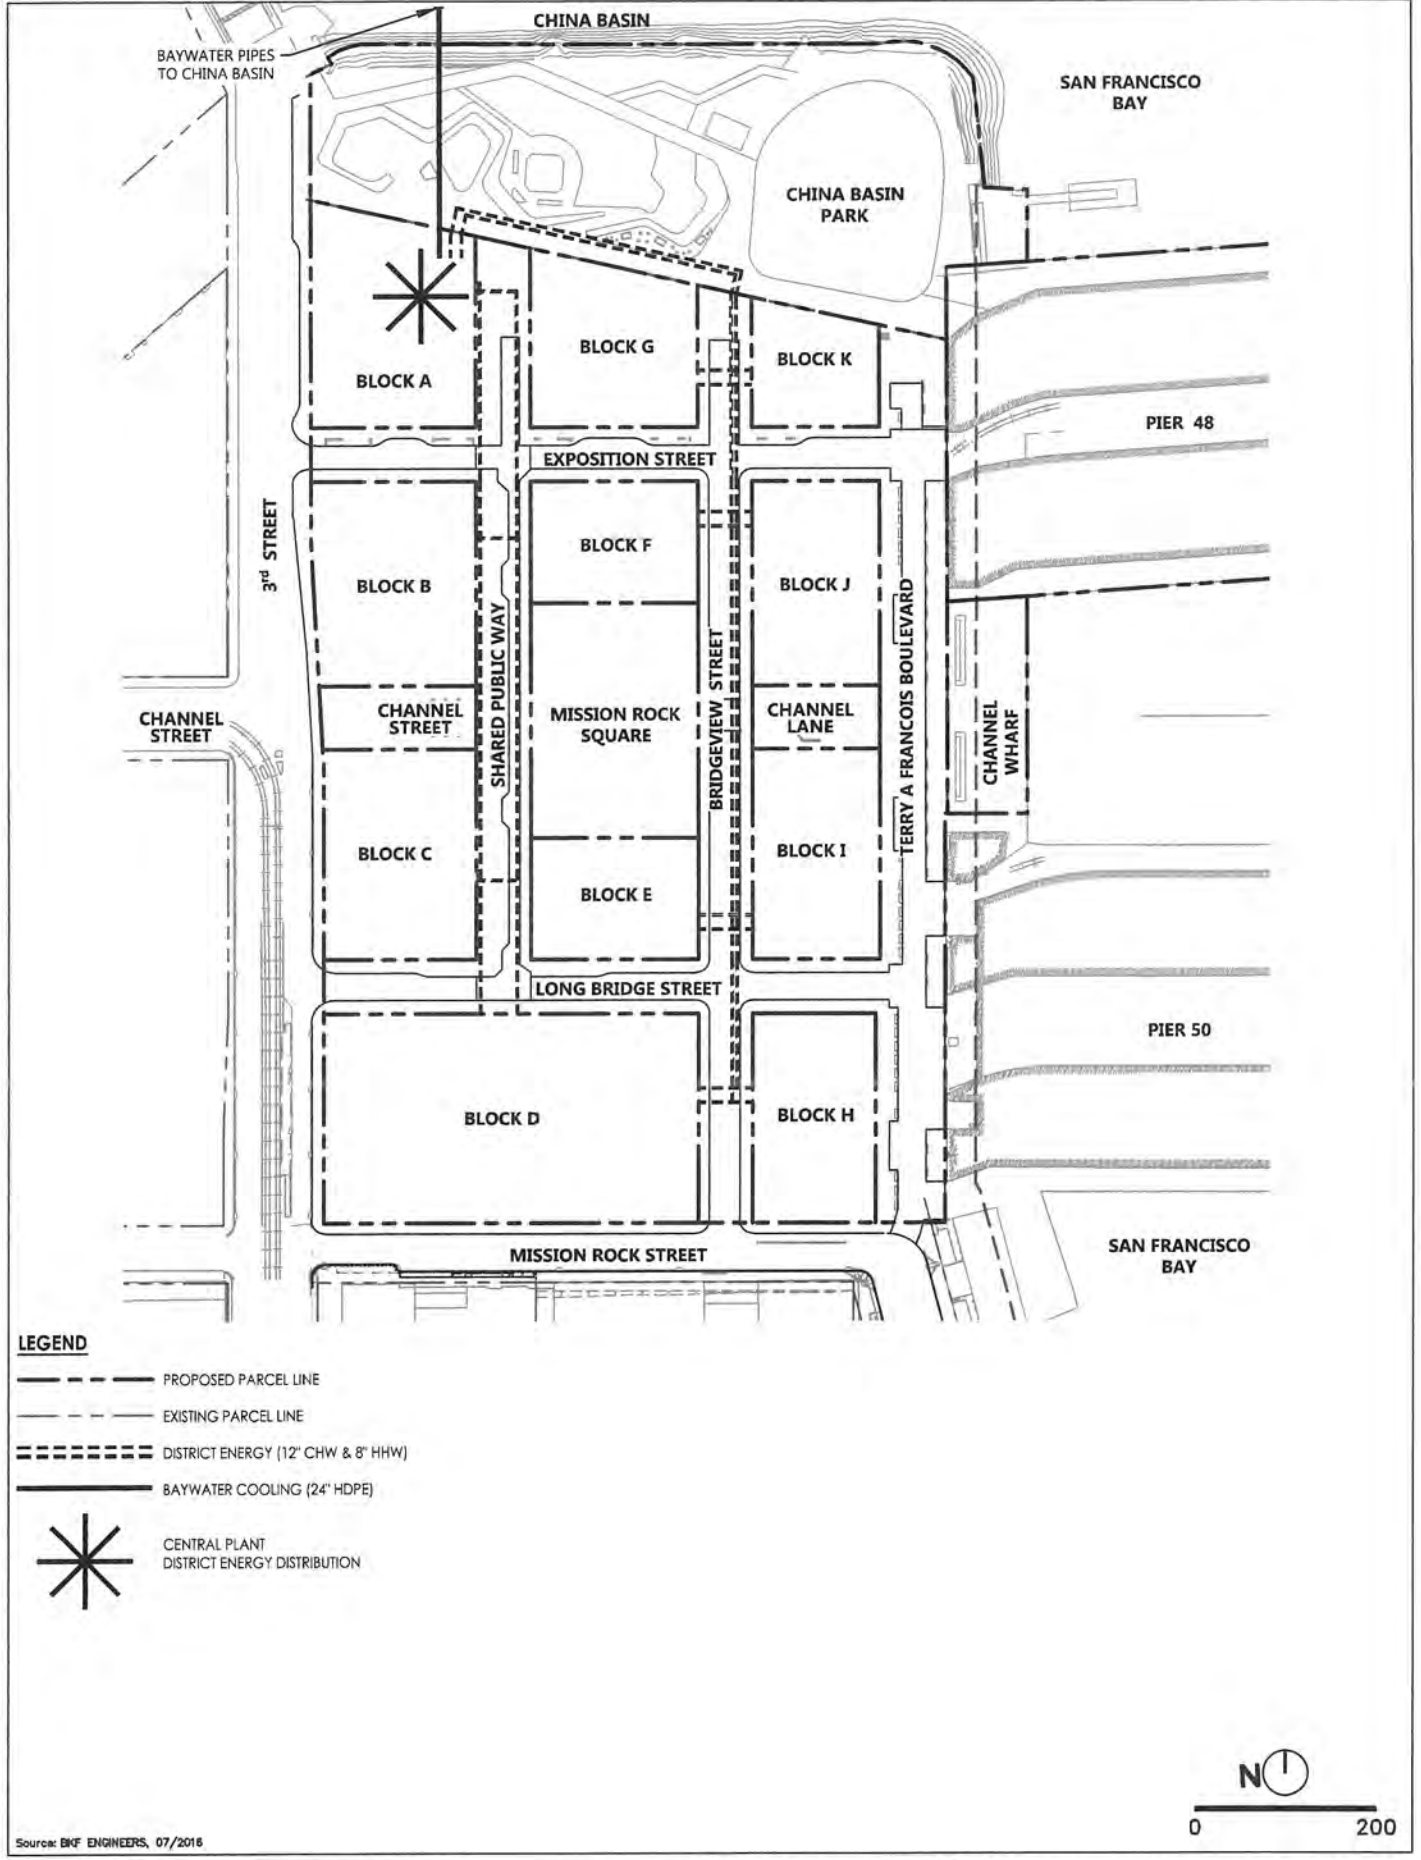 CHINA BASIN
BAYWATER PIPES
TO CHINA BASIN
SAN FRANCISCO
BAY
CHINA BASIN
PARK
BLOCK G
BLOCK K
BLOCK A
PIER 48
EXPOSITION STREET
3rd STREET
BLOCK F
BLOCK B
BLOCK J
SHARED PUBLIC WAY
BRIDGEVIEW STREET
TERRY A FRANCOIS BOULEVARD
CHANNEL
STREET
CHANNEL
STREET
MISSION ROCK
SQUARE
CHANNEL
LANE
CHANNEL
WHARF
BLOCK C
BLOCK I
BLOCK E
LONG BRIDGE STREET
PIER 50
BLOCK D
BLOCK H
MISSION ROCK STREET
SAN FRANCISCO
BAY
LEGEND
PROPOSED PARCEL LINE
EXISTING PARCEL LINE
DISTRICT ENERGY (12" CHW & 8" HHW)
BAYWATER COOLING (24" HDPE)
CENTRAL PLANT
DISTRICT ENERGY DISTRIBUTION
N
0 200
Source: BKF ENGINEERS, 07/2016